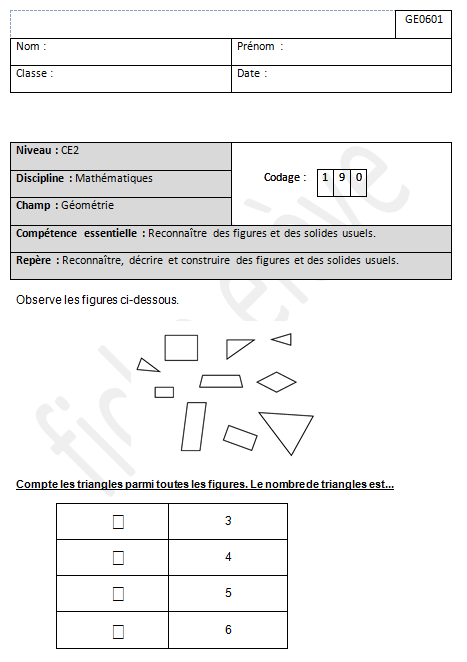 GE0601
Nom :
Prénom :
Classe :
Date :
Niveau : CE2
Discipline : Mathématiques
Champ : Géométrie
Codage : 1 9 0
Compétence essentielle : Reconnaître des figures et des solides usuels.
Repère : Reconnaître, décrire et construire des figures et des solides usuels.
Observe les figures ci-dessous.
Compte les triangles parmi toutes les figures. Le nombre de triangles est...
3
4
5
6